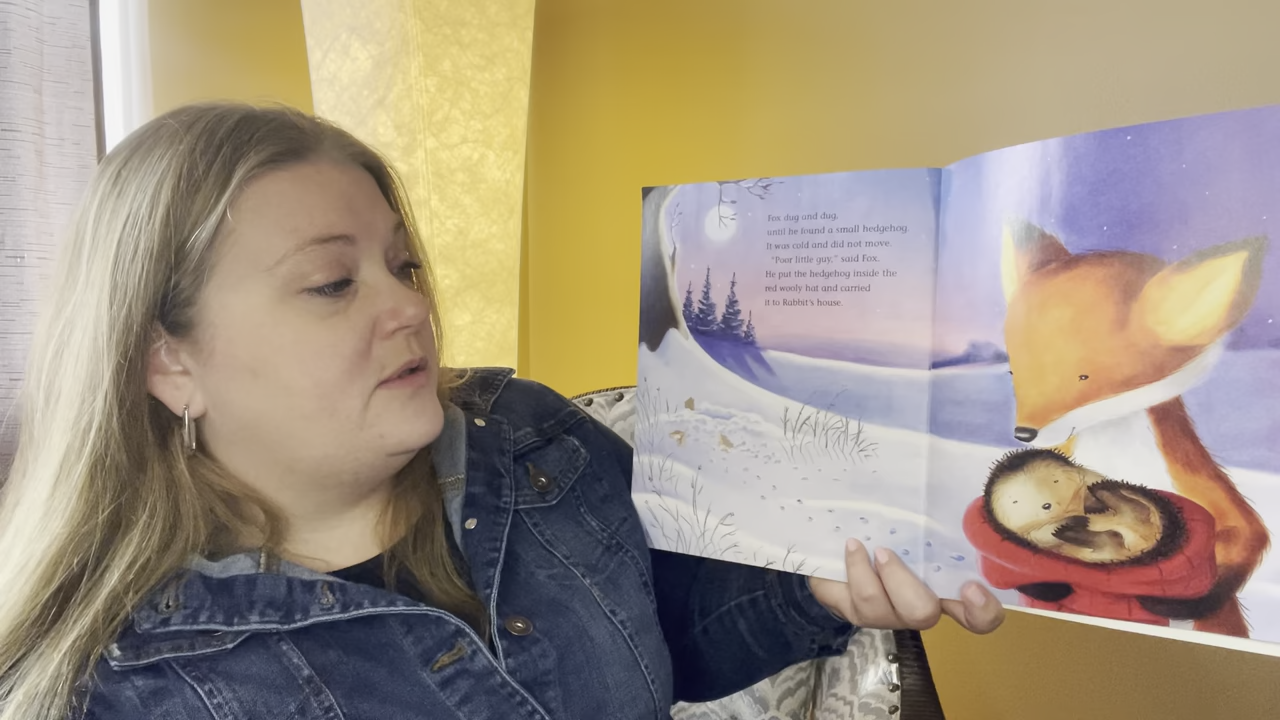 Fox dug and dug,
until he found a small hedgehog.
It was cold and did not move.
"Poor little guy," said Fox.
He put the hedgehog inside the
red wooly hat and carried
it to Rabbit's house.